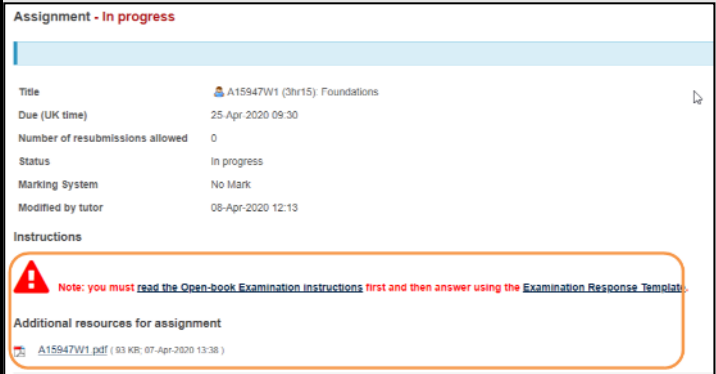 Assignment - In progress
Title A15947W1 (3hr15): Foundations
Due (UK time) 25-Apr-2020 09:30
Number of resubmissions allowed 0
Status In progress
Marking System No Mark
Modified by tutor 08-Apr-2020 12:13
Instructions
Note: you must read the Open-book Examination instructions first and then answer using the Examination Response Template.
Additional resources for assignment
A15947W1.pdf ( 93 KB; 07-Apr-2020 13:38 )